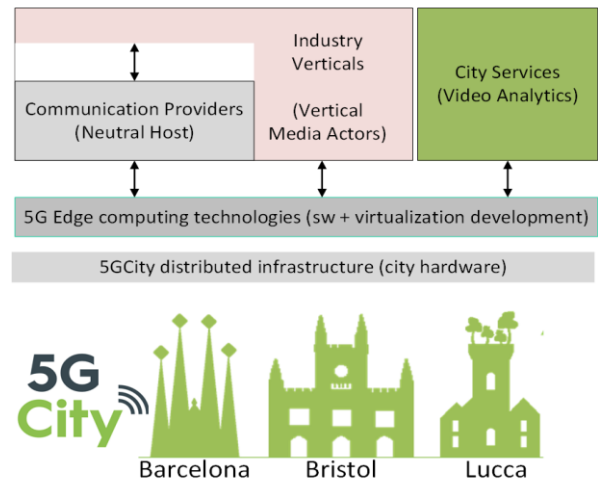 Industry
Verticals
(Vertical
Media Actors)
Communication Providers
(Neutral Host)
City Services
(Video Analytics)
5G Edge computing technologies (sw + virtualization development)
5GCity distributed infrastructure (city hardware)
5G
City
Barcelona
Bristol
Lucca